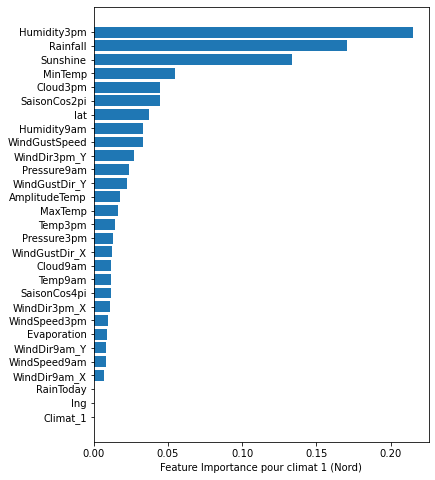 Humidity3pm
Rainfall
Sunshine
MinTemp
Cloud3pm
SaisonCos2pi
lat
Humidity9am
WindGustSpeed
WindDir3pm_Y
Pressure9am
WindGustDir_Y
AmplitudeTemp
MaxTemp
Temp3pm
Pressure3pm
WindGustDir_X
Cloud9am
Temp9am
SaisonCos4pi
WindDir3pm_X
WindSpeed3pm
Evaporation
WindDir9am_Y
WindSpeed9am
WindDir9am_X
RainToday
lng
Climat_1
0.00 0.05 0.10 0.15 0.20
Feature Importance pour climat 1 (Nord)